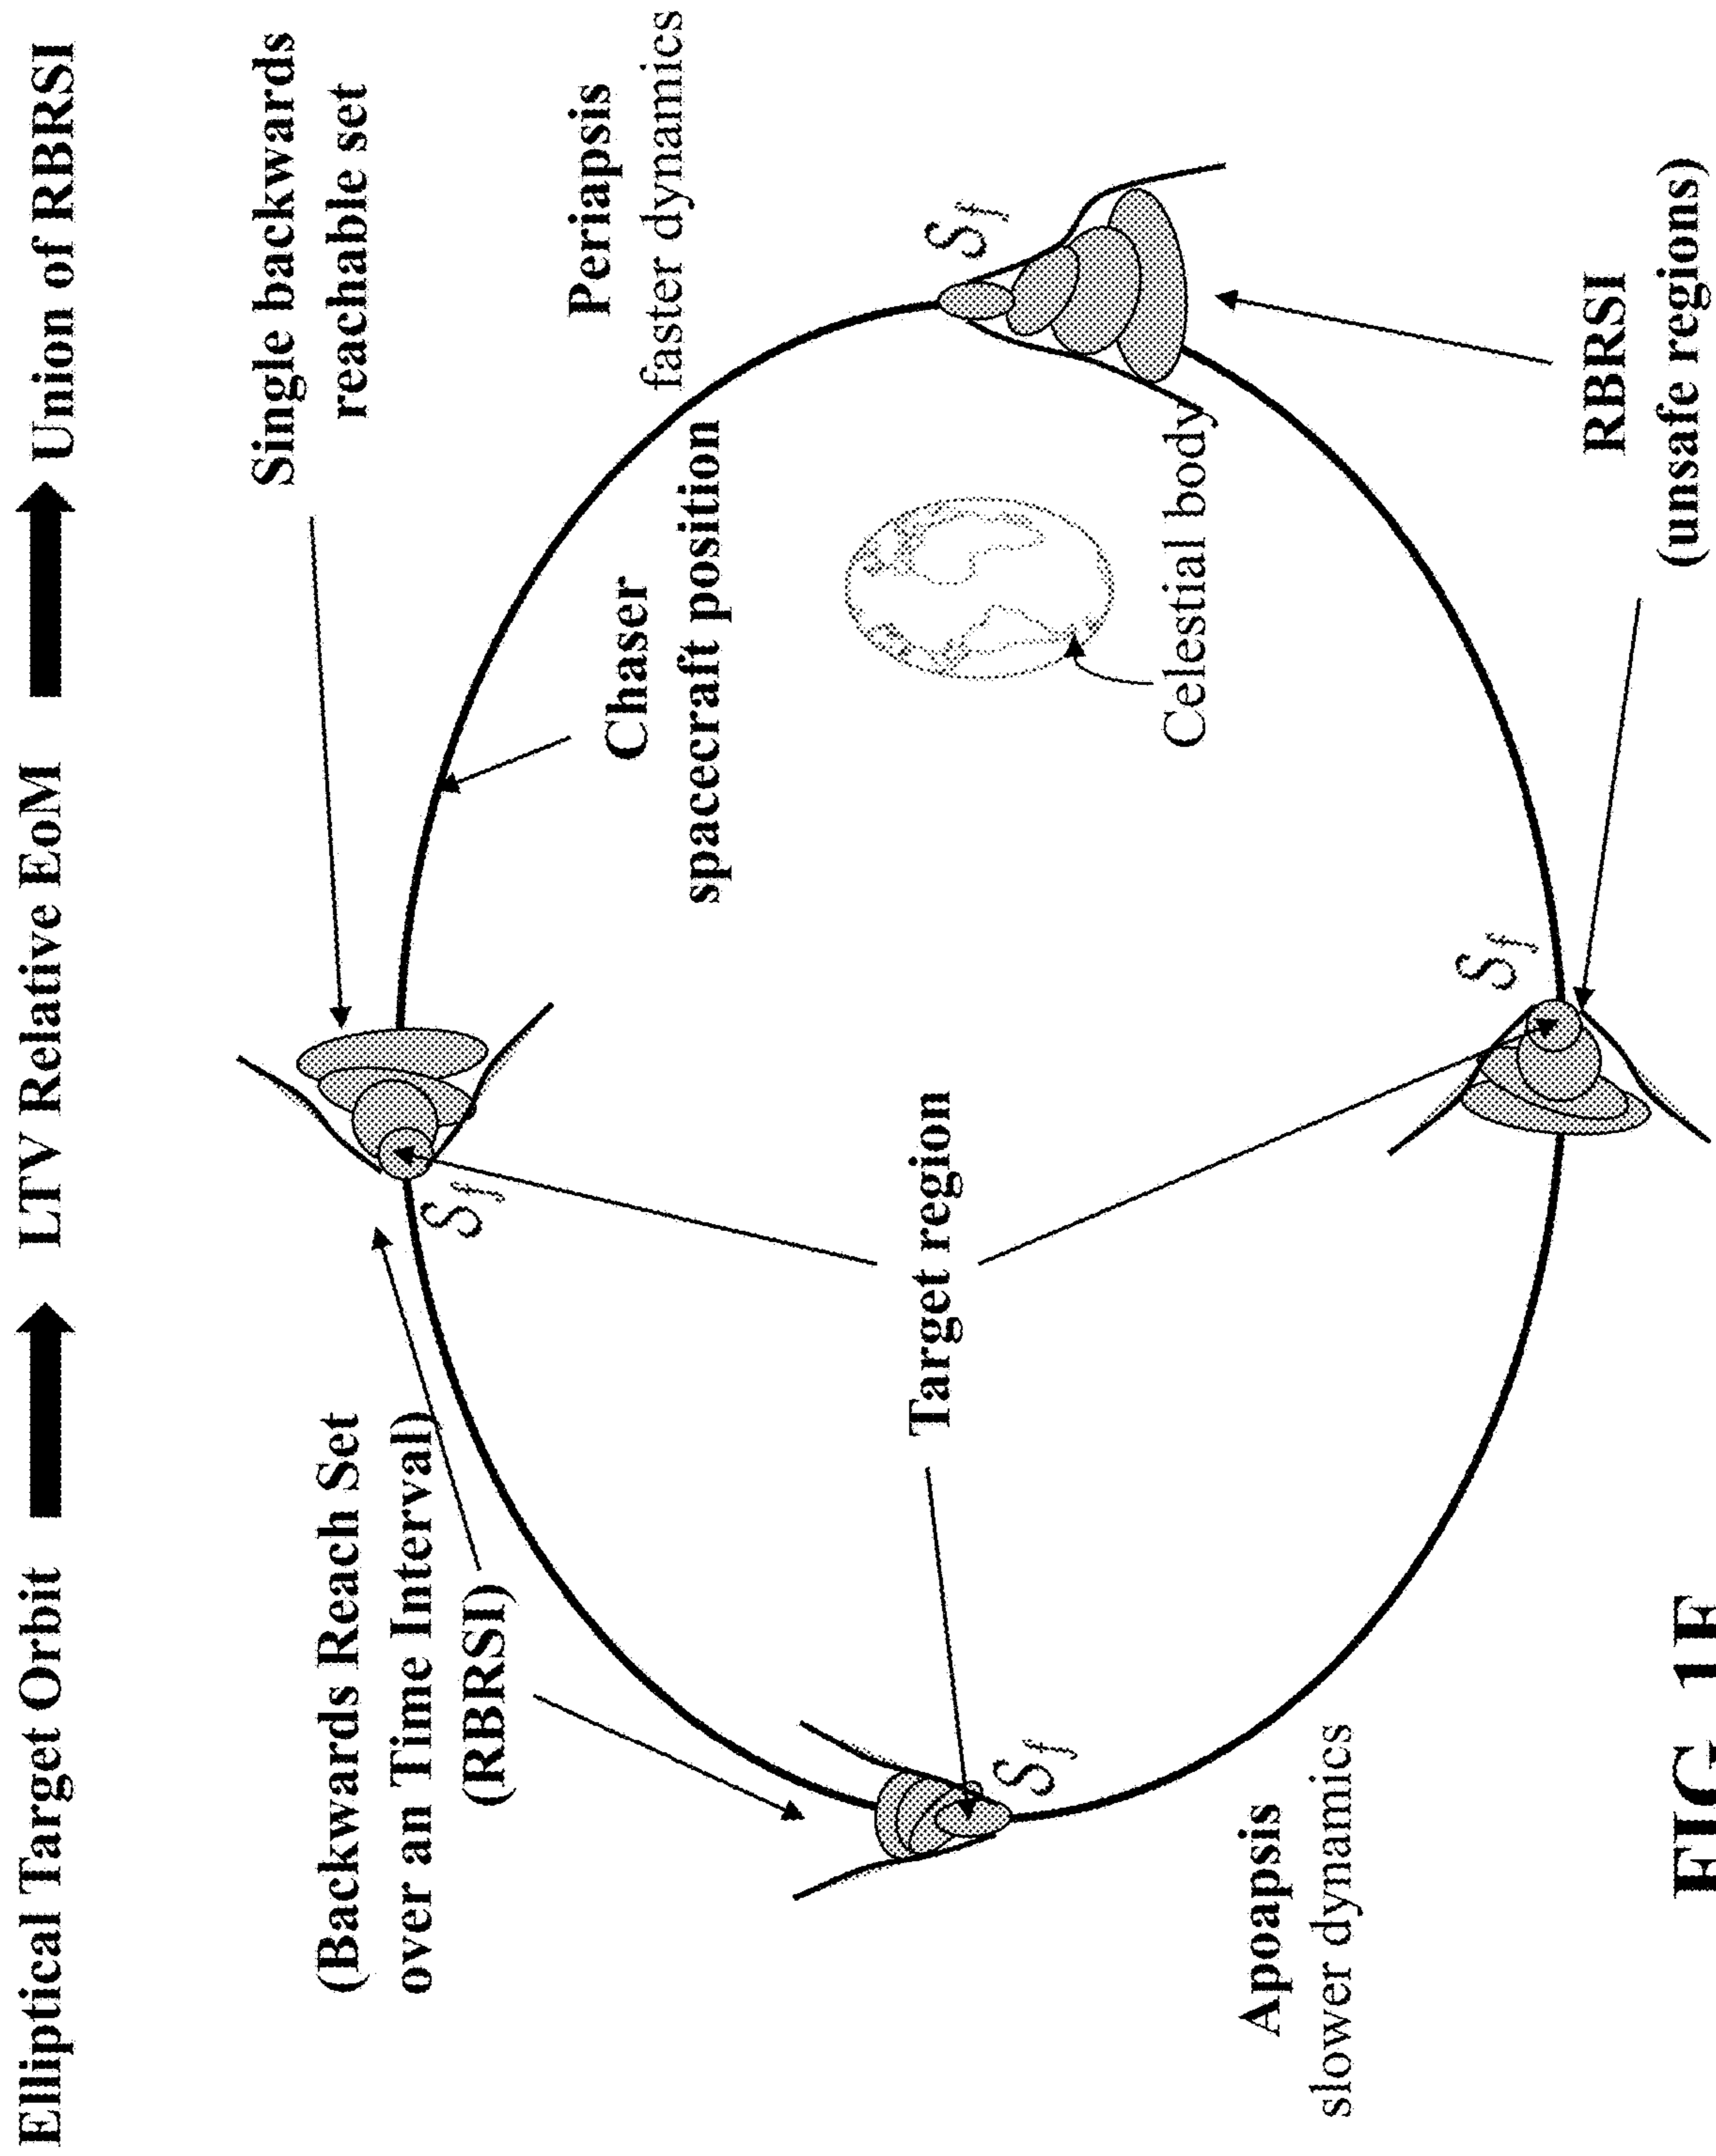 Elliptical Target Orbit LTV Relative EoM Union of RBRSI
Single backwards
reachable set
(Backwards Reach Set
over an Time Interval)
(RBRSI)
S_f
Periapsis
faster dynamics
Chaser
spacecraft position
S_f
Target region
S_f
Celestial body
Apoapsis
slower dynamics
S_f
RBRSI
(unsafe regions)
FIG